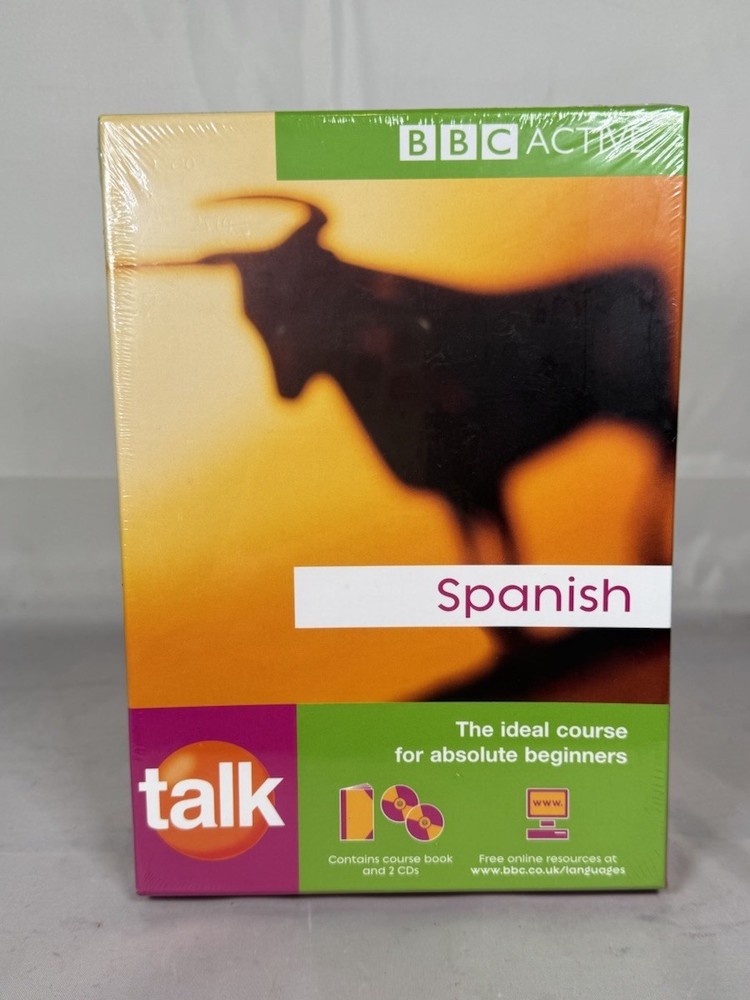 BBC ACTIVE
Spanish
The ideal course
for absolute beginners
talk
www.
Contains course book
and 2 CDs
Free online resources at
www.bbc.co.uk/languages